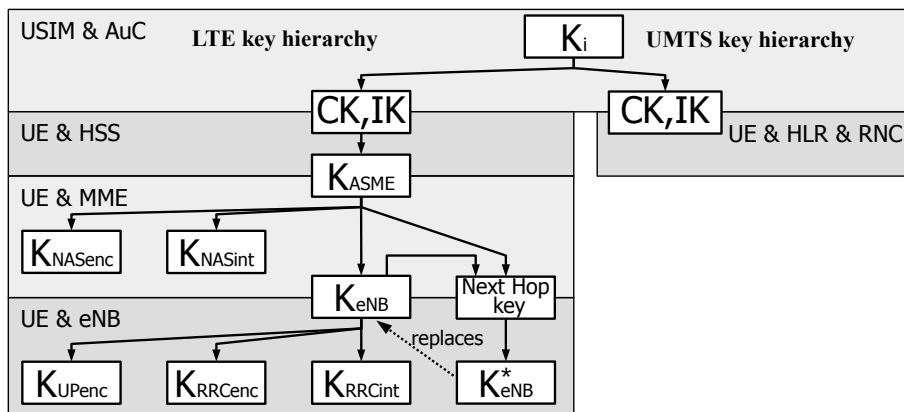 USIM & AuC
LTE key hierarchy
Ki
UMTS key hierarchy
CK,IK
CK,IK
UE & HSS
UE & HLR & RNC
KASME
UE & MME
KNASenc
KNASint
KeNB
Next Hop
key
UE & eNB
replaces
KUPenc
KRRCenc
KRRCint
K*eNB